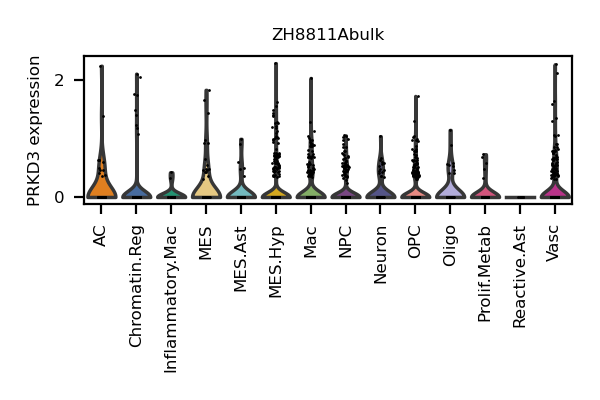 ZH8811Abulk
PRKD3 expression
2
0
AC
Chromatin.Reg
Inflammatory.Mac
MES
MES.Ast
MES.Hyp
Mac
NPC
Neuron
OPC
Oligo
Prolif.Metab
Reactive.Ast
Vasc